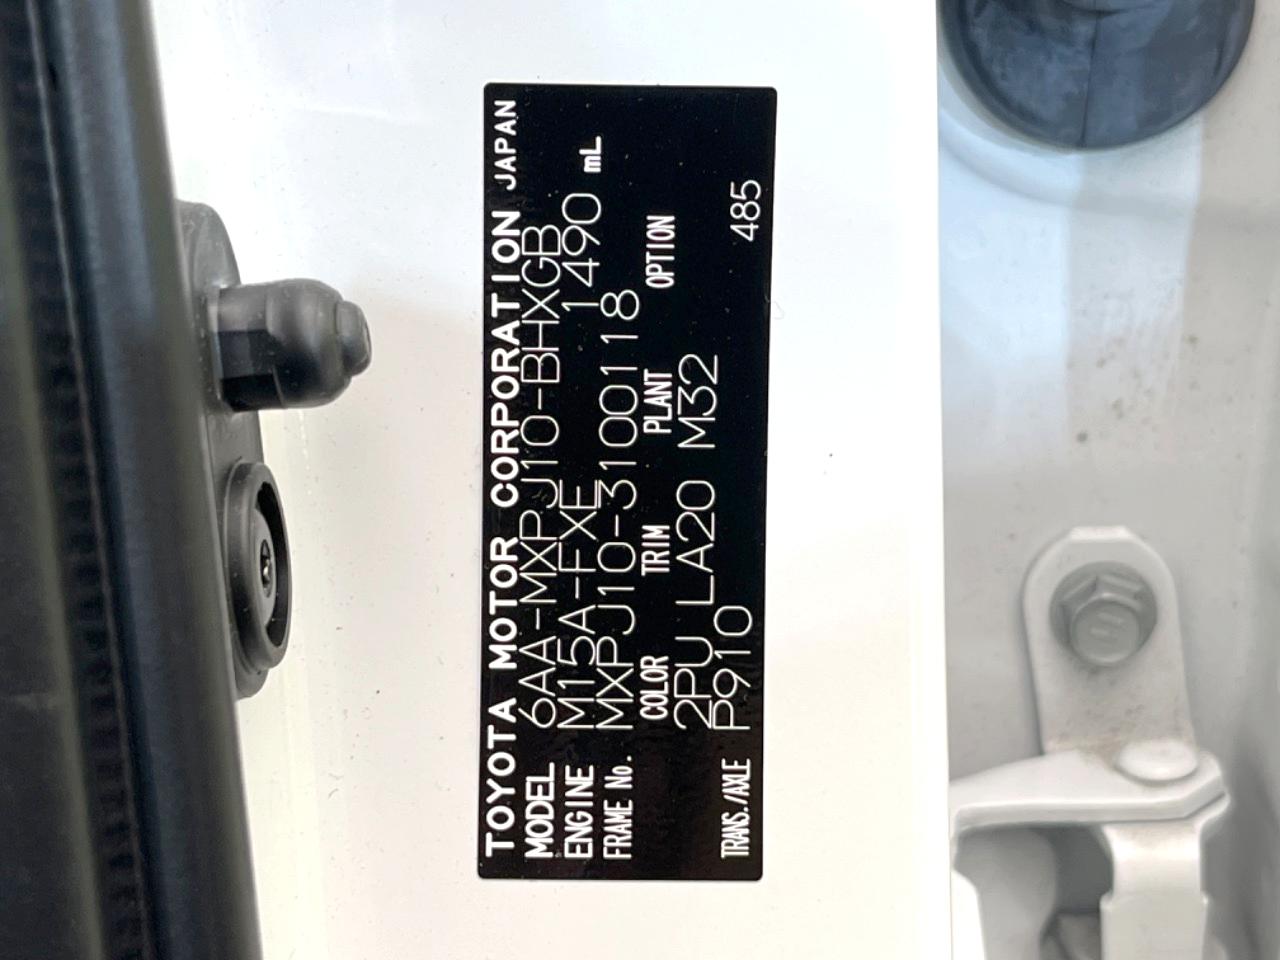 TOYOTA MOTOR CORPORATION JAPAN
MODEL 6AA-MXPJ10-BHXGB
ENGINE M15A-FXE 1490 mL
FRAME No. MXPJ10-3100118
COLOR TRIM PLANT OPTION
2PU LA20 M32
TRANS./AXLE P910 485